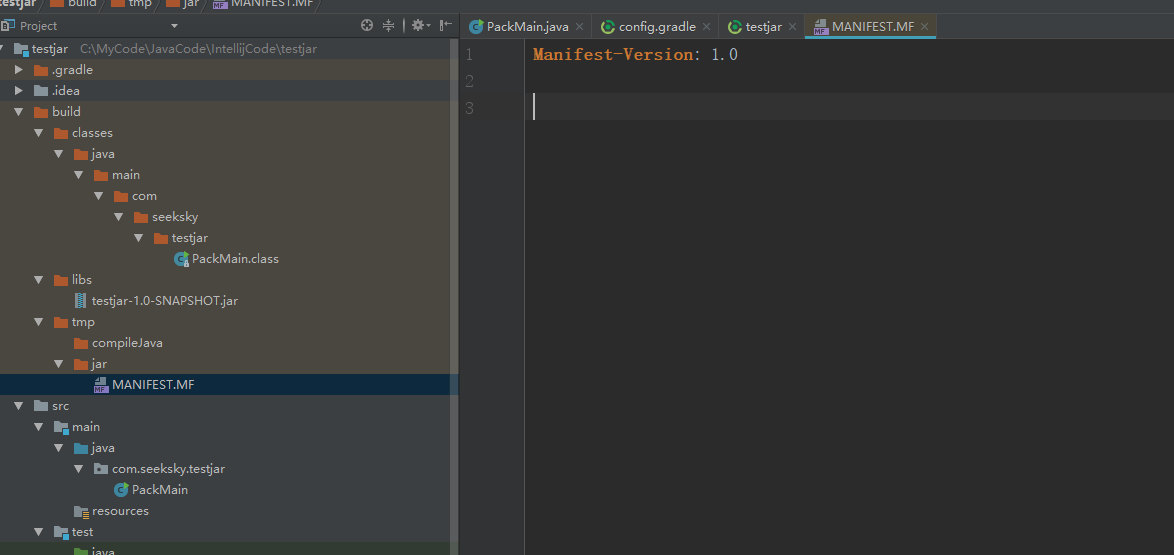 testjar build tmp jar MANIFEST.MF
Project
testjar C:\MyCode\JavaCode\IntellijCode\testjar
.gradle
.idea
build
classes
java
main
com
seeksky
testjar
PackMain.class
libs
testjar-1.0-SNAPSHOT.jar
tmp
compileJava
jar
MANIFEST.MF
src
main
java
com.seeksky.testjar
PackMain
resources
test
java
PackMain.java config.gradle testjar MANIFEST.MF
1 Manifest-Version: 1.0
2
3